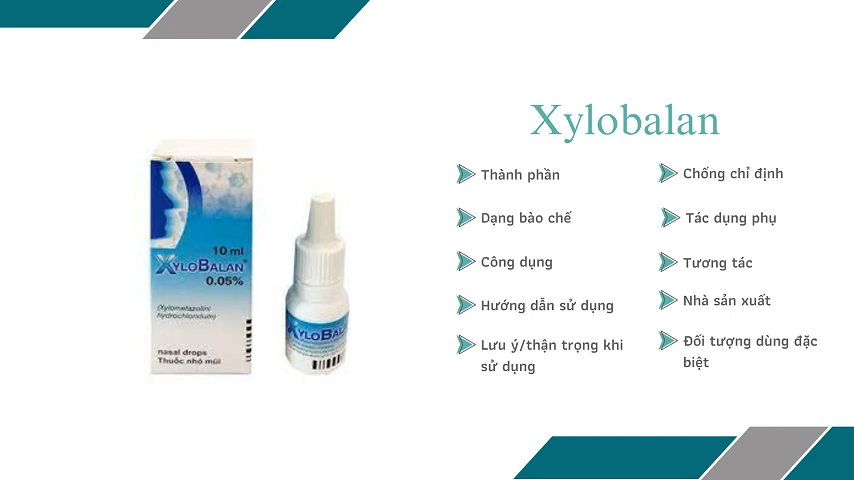 Xylobalan
Thành phần
Dạng bào chế
Công dụng
Hướng dẫn sử dụng
Lưu ý/thận trọng khi
sử dụng
Chống chỉ định
Tác dụng phụ
Tương tác
Nhà sản xuất
Đối tượng dùng đặc
biệt
10 ml
XYLOBALAN
0.05%
(Xylometazolini
hydrochloridum)
nasal drops
Thuốc nhỏ mũi
XYLOBAL